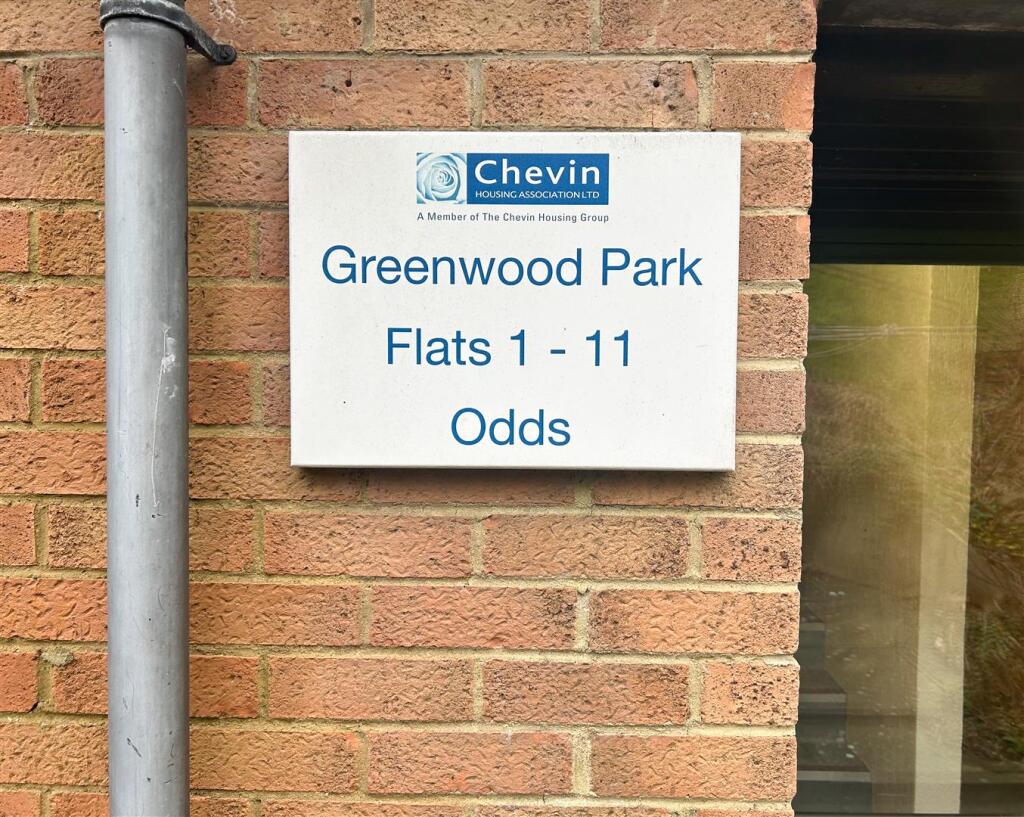 Chevin
HOUSING ASSOCIATION LTD
A Member of The Chevin Housing Group
Greenwood Park
Flats 1 - 11
Odds